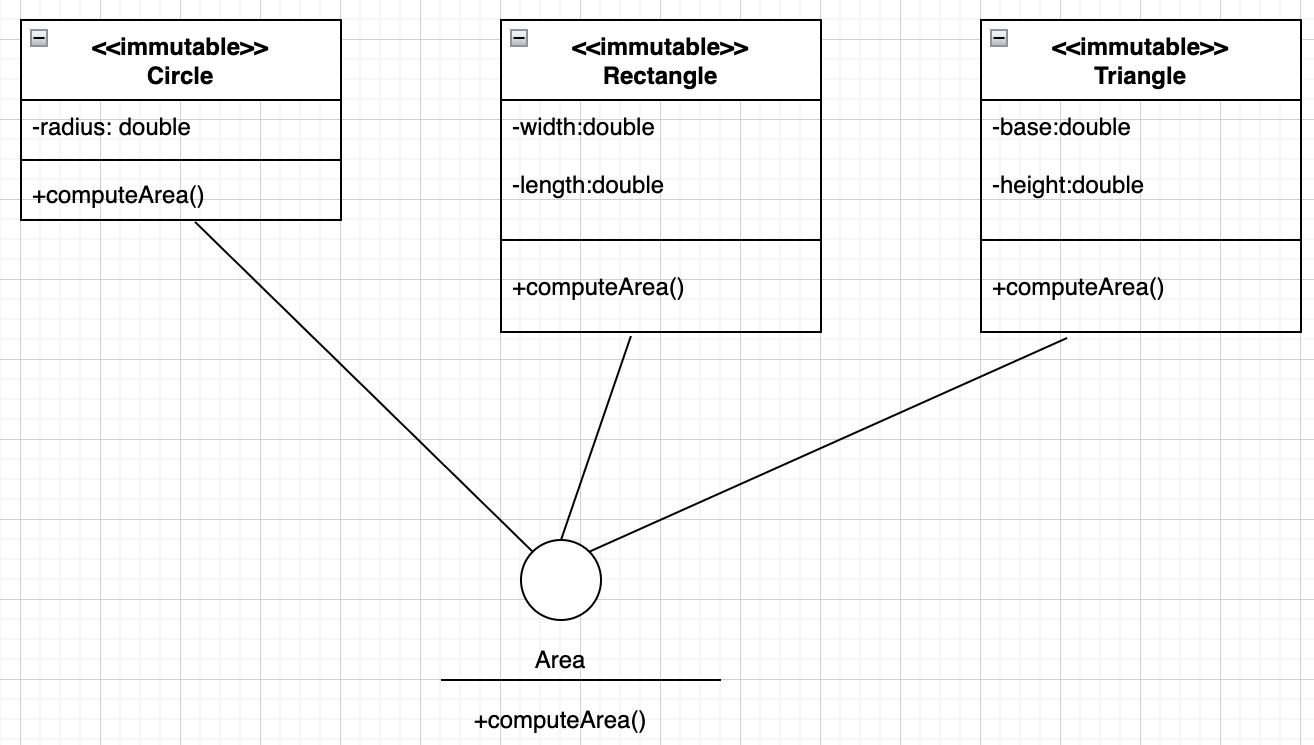 <<immutable>>
Circle
-radius: double
+computeArea()
<<immutable>>
Rectangle
-width:double
-length:double
+computeArea()
<<immutable>>
Triangle
-base:double
-height:double
+computeArea()
Area
+computeArea()